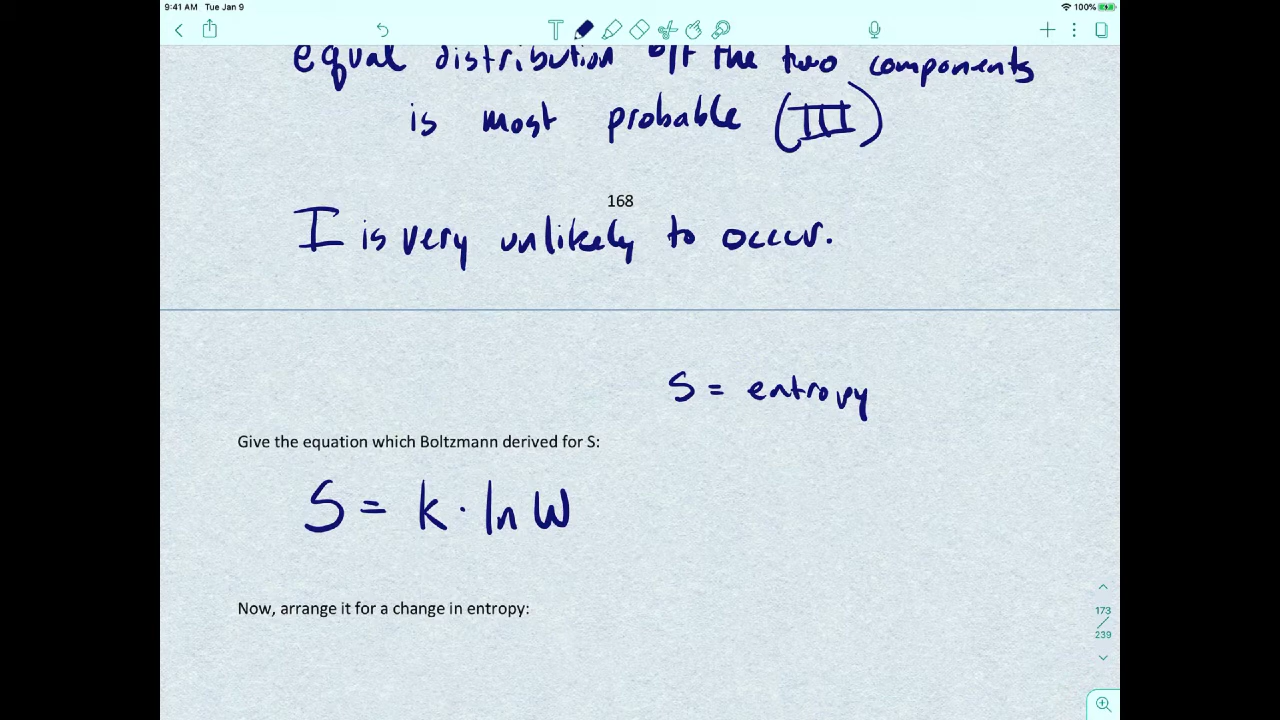 9:41 AM Tue Jan 9
100%
T
equal distribution b/t the two components
is most probable (III)
168
I is very unlikely to occur.
S = entropy
Give the equation which Boltzmann derived for S:
S = k · ln W
Now, arrange it for a change in entropy:
173
/
239